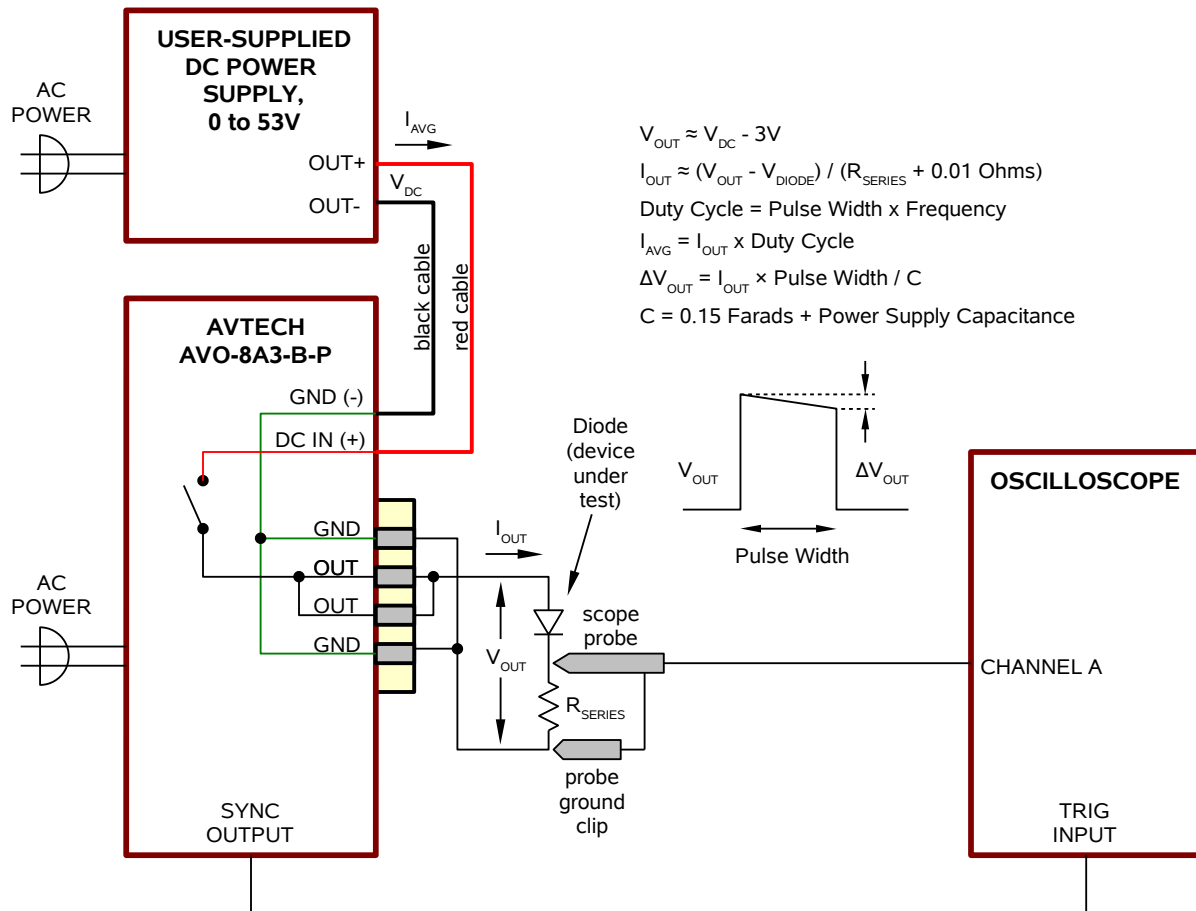 USER-SUPPLIED
DC POWER
SUPPLY,
0 to 53V
AC
POWER
I_AVG
OUT+
V_DC
OUT-
black cable
red cable
V_OUT ≈ V_DC - 3V
I_OUT ≈ (V_OUT - V_DIODE) / (R_SERIES + 0.01 Ohms)
Duty Cycle = Pulse Width x Frequency
I_AVG = I_OUT x Duty Cycle
ΔV_OUT = I_OUT × Pulse Width / C
C = 0.15 Farads + Power Supply Capacitance
AVTECH
AVO-8A3-B-P
GND (-)
DC IN (+)
GND
OUT
OUT
GND
AC
POWER
I_OUT
V_OUT
Diode
(device
under
test)
scope
probe
R_SERIES
probe
ground
clip
V_OUT
ΔV_OUT
Pulse Width
OSCILLOSCOPE
CHANNEL A
SYNC
OUTPUT
TRIG
INPUT